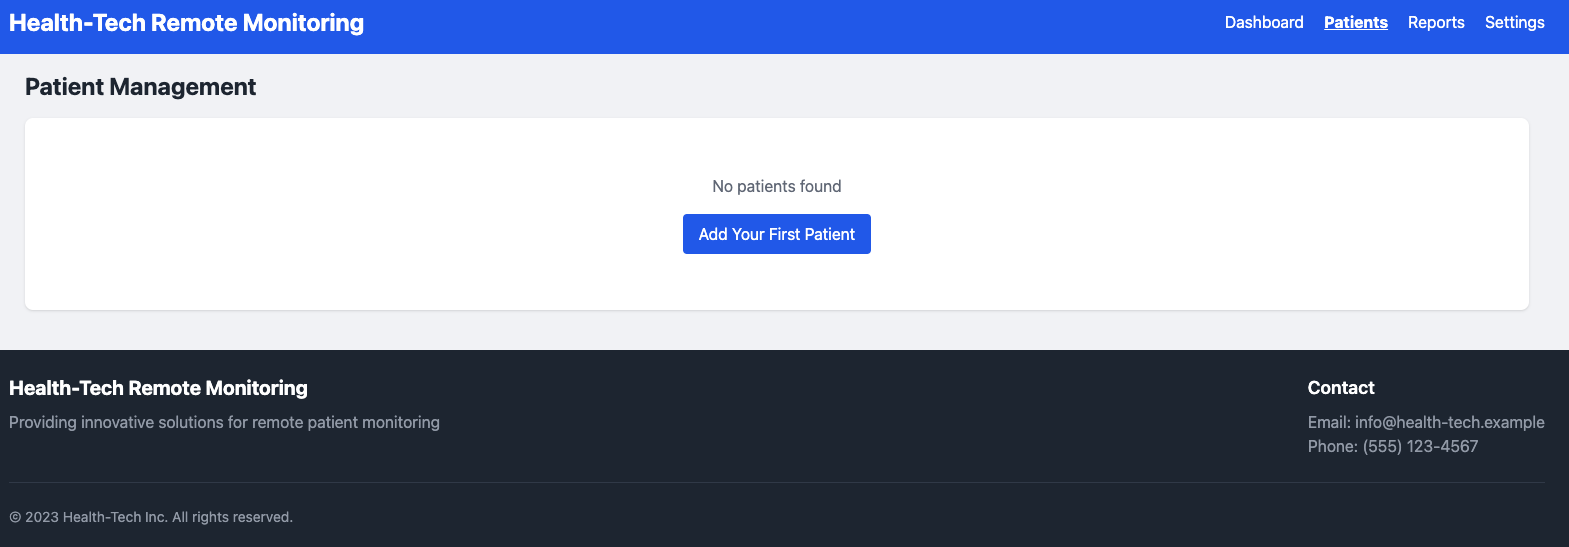 Health-Tech Remote Monitoring
Dashboard Patients Reports Settings
Patient Management
No patients found
Add Your First Patient
Health-Tech Remote Monitoring
Providing innovative solutions for remote patient monitoring
Contact
Email: info@health-tech.example
Phone: (555) 123-4567
© 2023 Health-Tech Inc. All rights reserved.